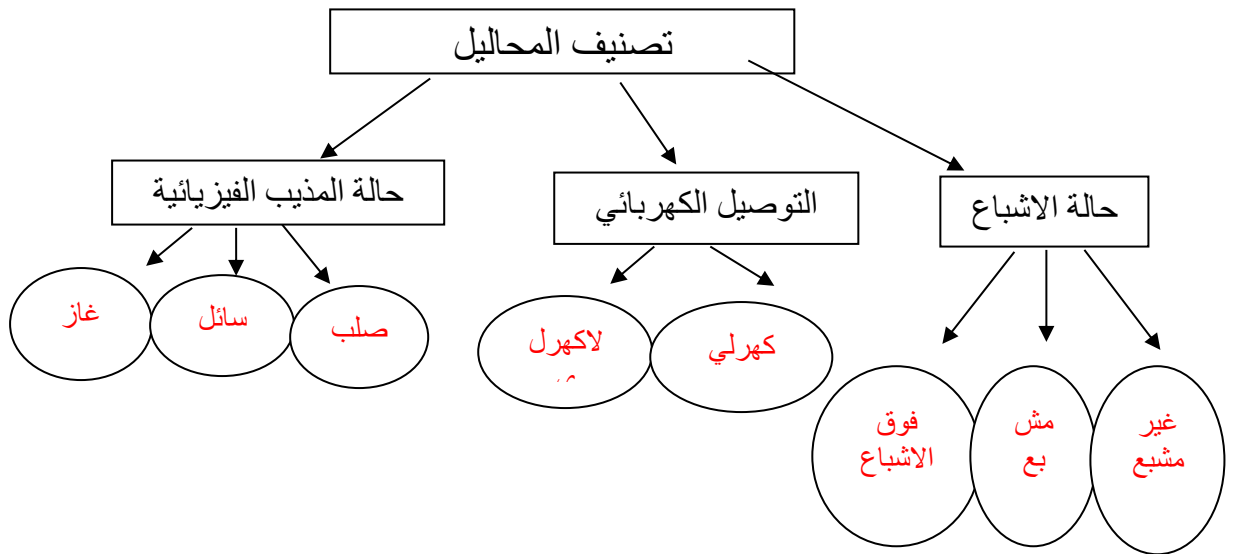 تصنيف المحاليل
حالة الاشباع
التوصيل الكهربائي
حالة المذيب الفيزيائية
غير
مشبع
مش
بع
فوق
الاشباع
كهرلي
لاكهرل
صلب
سائل
غاز